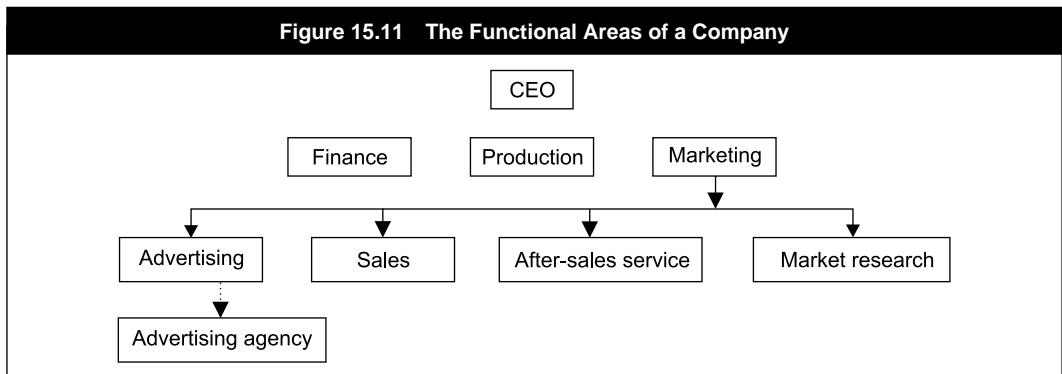 Figure 15.11 The Functional Areas of a Company
CEO
Finance Production Marketing
Advertising Sales After-sales service Market research
Advertising agency